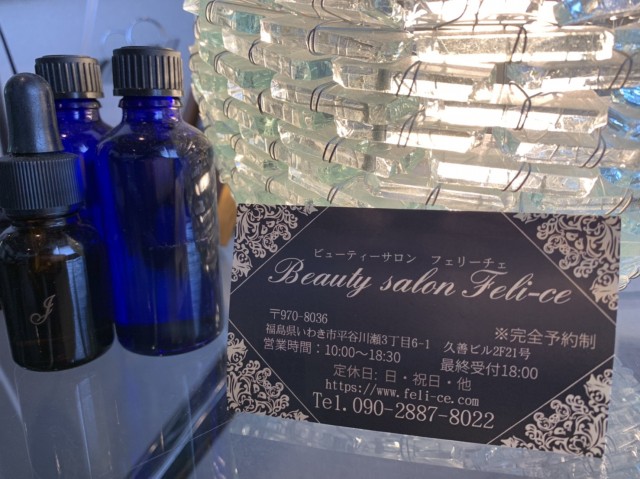 ビューティーサロン フェリーチェ
Beauty salon Feli-ce
〒970-8036
福島県いわき市平谷川瀬3丁目6-1 久善ビル2F21号
※完全予約制
営業時間：10:00～18:30 最終受付18:00
定休日：日・祝日・他
https://www.feli-ce.com
Tel.090-2887-8022